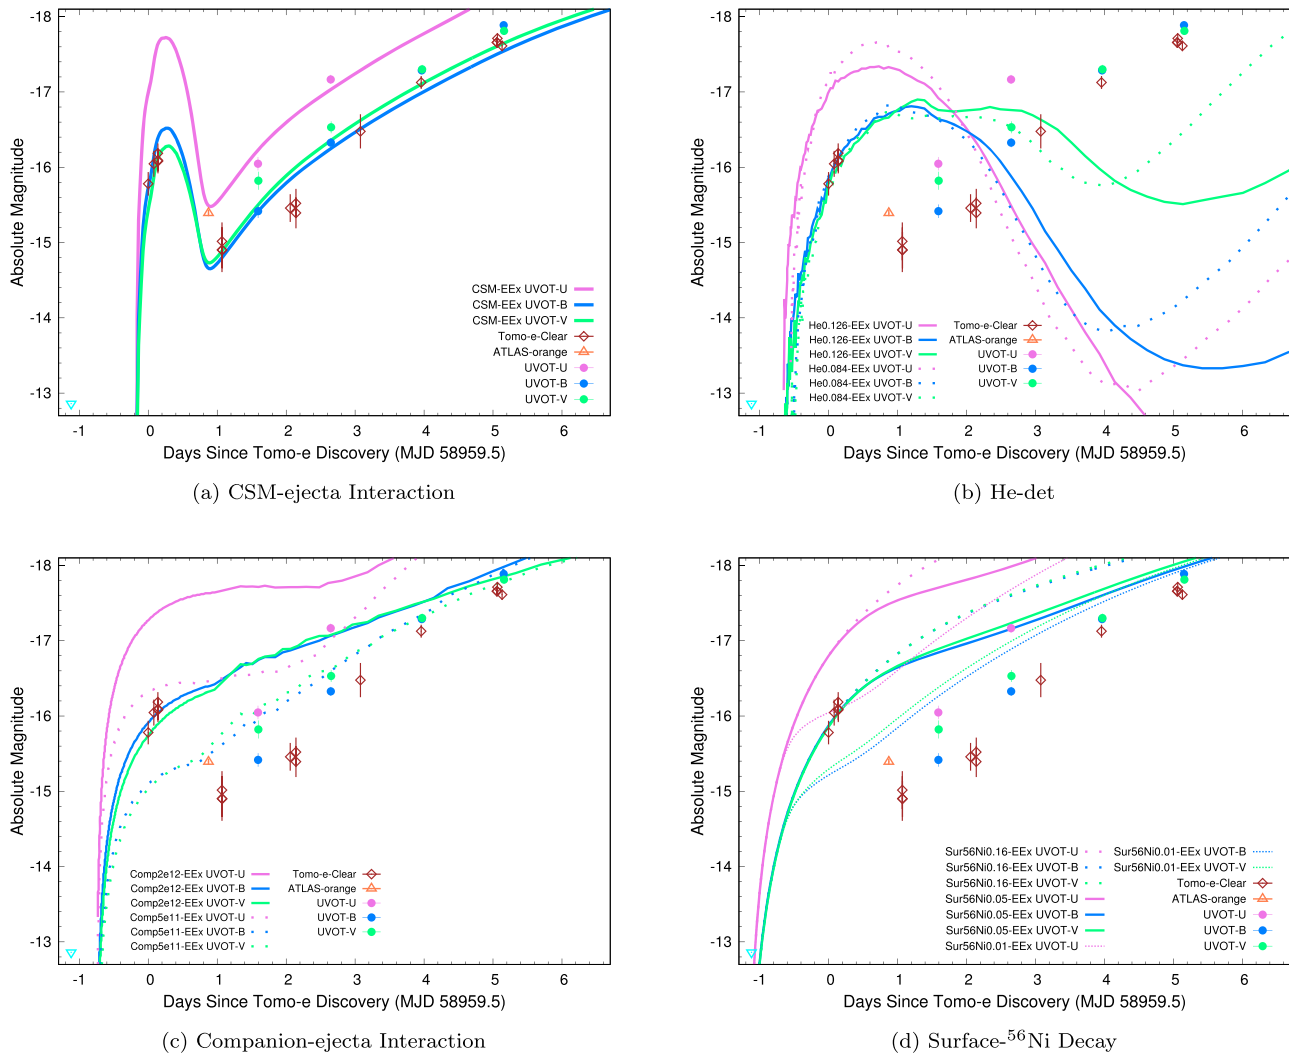 -18
-17
-16
-15
-14
-13
Absolute Magnitude
CSM-EEx UVOT-U
CSM-EEx UVOT-B
CSM-EEx UVOT-V
Tomo-e-Clear
ATLAS-orange
UVOT-U
UVOT-B
UVOT-V
-1 0 1 2 3 4 5 6
Days Since Tomo-e Discovery (MJD 58959.5)
(a) CSM-ejecta Interaction
-18
-17
-16
-15
-14
-13
Absolute Magnitude
He0.126-EEx UVOT-U
He0.126-EEx UVOT-B
He0.126-EEx UVOT-V
He0.084-EEx UVOT-U
He0.084-EEx UVOT-B
He0.084-EEx UVOT-V
Tomo-e-Clear
ATLAS-orange
UVOT-U
UVOT-B
UVOT-V
-1 0 1 2 3 4 5 6
Days Since Tomo-e Discovery (MJD 58959.5)
(b) He-det
-18
-17
-16
-15
-14
-13
Absolute Magnitude
Comp2e12-EEx UVOT-U
Comp2e12-EEx UVOT-B
Comp2e12-EEx UVOT-V
Comp5e11-EEx UVOT-U
Comp5e11-EEx UVOT-B
Comp5e11-EEx UVOT-V
Tomo-e-Clear
ATLAS-orange
UVOT-U
UVOT-B
UVOT-V
-1 0 1 2 3 4 5 6
Days Since Tomo-e Discovery (MJD 58959.5)
(c) Companion-ejecta Interaction
-18
-17
-16
-15
-14
-13
Absolute Magnitude
Sur56Ni0.16-EEx UVOT-U
Sur56Ni0.16-EEx UVOT-B
Sur56Ni0.16-EEx UVOT-V
Sur56Ni0.05-EEx UVOT-U
Sur56Ni0.05-EEx UVOT-B
Sur56Ni0.05-EEx UVOT-V
Sur56Ni0.01-EEx UVOT-U
Sur56Ni0.01-EEx UVOT-B
Sur56Ni0.01-EEx UVOT-V
Tomo-e-Clear
ATLAS-orange
UVOT-U
UVOT-B
UVOT-V
-1 0 1 2 3 4 5 6
Days Since Tomo-e Discovery (MJD 58959.5)
(d) Surface-⁵⁶Ni Decay